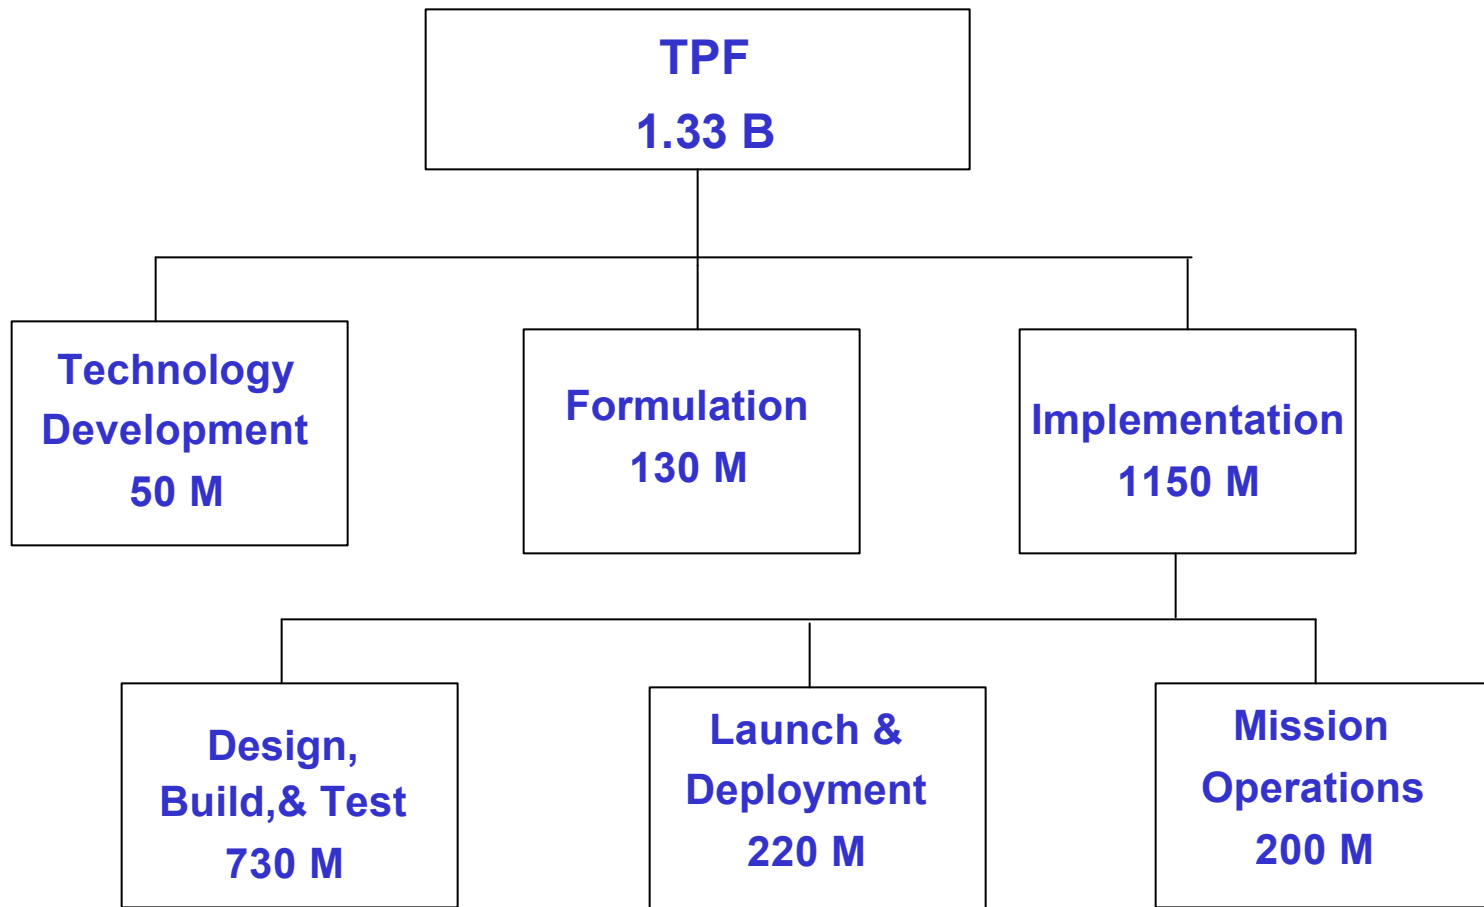 TPF
1.33 B
Technology
Development
50 M
Formulation
130 M
Implementation
1150 M
Design,
Build,& Test
730 M
Launch &
Deployment
220 M
Mission
Operations
200 M